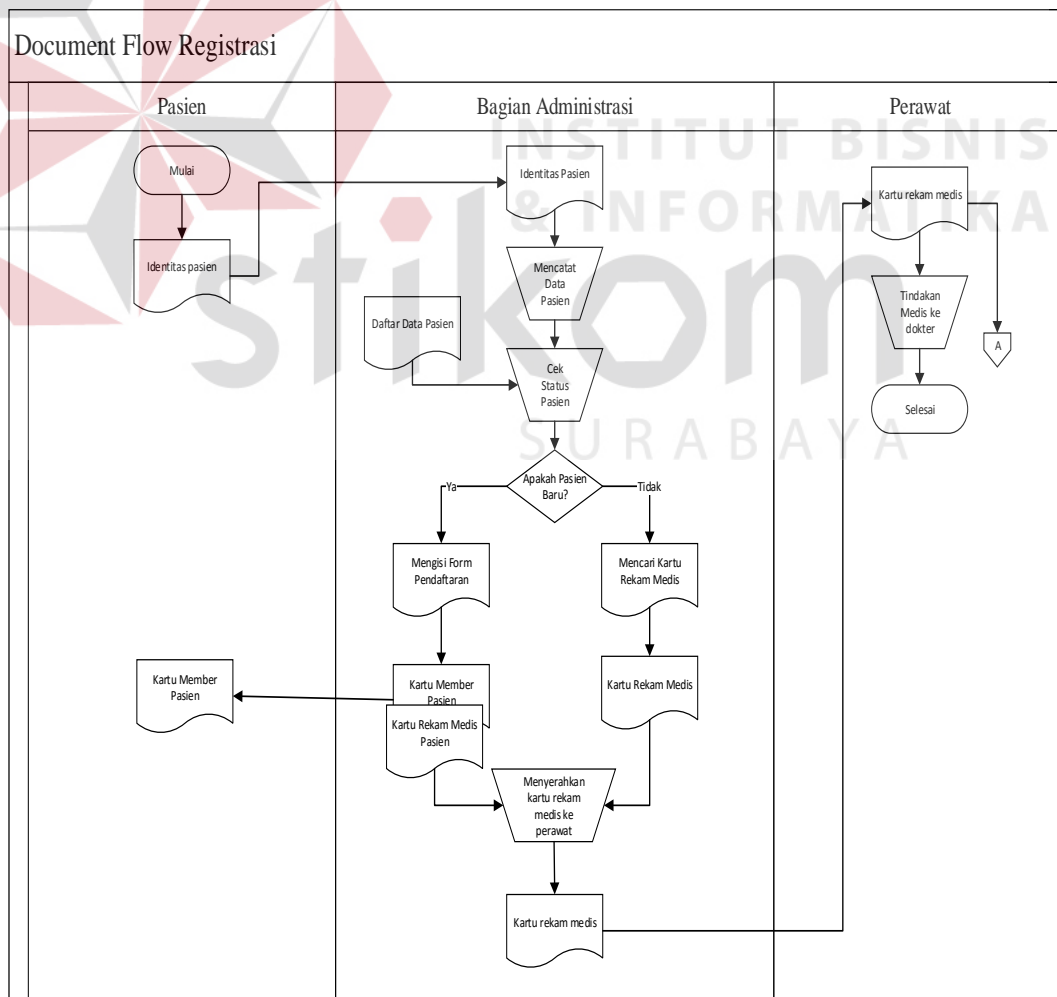 Document Flow Registrasi
Pasien
Bagian Administrasi
Perawat
INSTITUT BISNIS
& INFORMATIKA
stikom
SURABAYA
Mulai
Identitas pasien
Identitas Pasien
Mencatat
Data
Pasien
Daftar Data Pasien
Cek
Status
Pasien
Apakah Pasien
Baru?
Ya
Tidak
Mengisi Form
Pendaftaran
Mencari Kartu
Rekam Medis
Kartu Member
Pasien
Kartu Member
Pasien
Kartu Rekam Medis
Pasien
Kartu Rekam Medis
Menyerahkan
kartu rekam
medis ke
perawat
Kartu rekam medis
Kartu rekam medis
Tindakan
Medis ke
dokter
A
Selesai